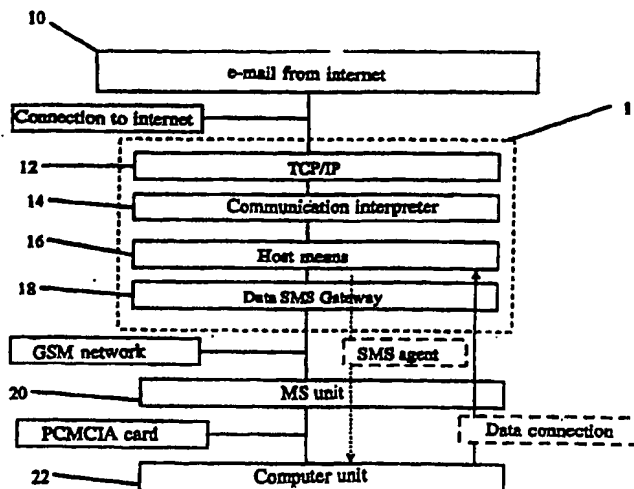 10
e-mail from internet
Connection to internet
1
12
TCP/IP
14
Communication interpreter
16
Host means
18
Data SMS Gateway
GSM network
SMS agent
20
MS unit
PCMCIA card
Data connection
22
Computer unit